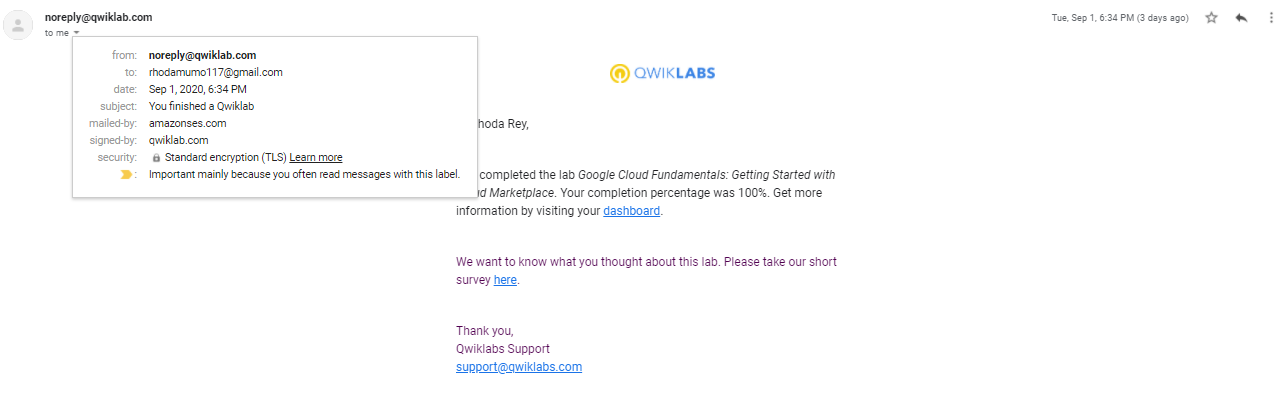 noreply@qwiklab.com
Tue, Sep 1, 6:34 PM (3 days ago)
to me
from: noreply@qwiklab.com
to: rhodamumo117@gmail.com
date: Sep 1, 2020, 6:34 PM
subject: You finished a Qwiklab
mailed-by: amazonses.com
signed-by: qwiklab.com
security: Standard encryption (TLS) Learn more
: Important mainly because you often read messages with this label.
QWIKLABS
hoda Rey,
completed the lab Google Cloud Fundamentals: Getting Started with
d Marketplace. Your completion percentage was 100%. Get more
information by visiting your dashboard.
We want to know what you thought about this lab. Please take our short
survey here.
Thank you,
Qwiklabs Support
support@qwiklabs.com